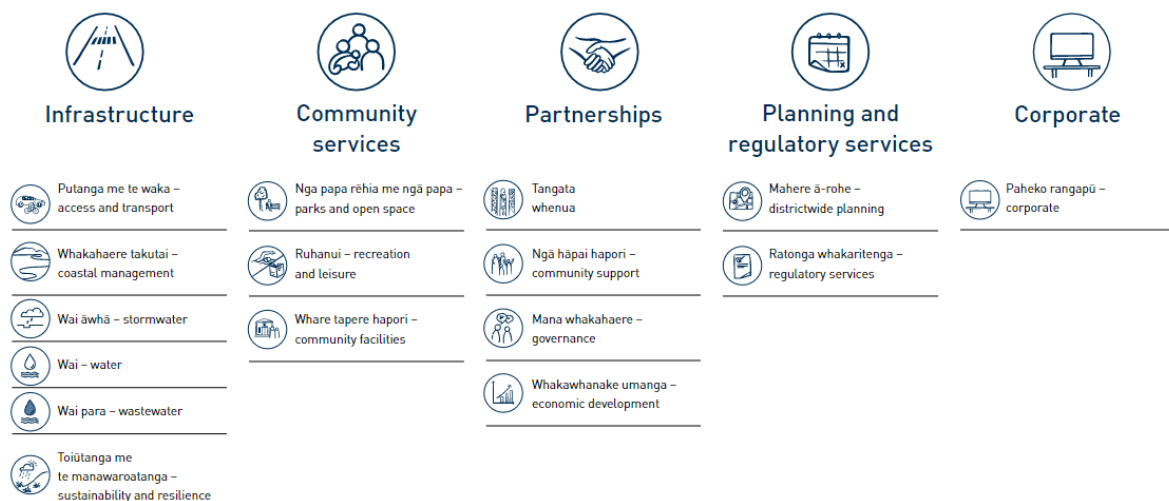 Infrastructure
Putanga me te waka –
access and transport
Whakahaere takutai –
coastal management
Wai āwhā – stormwater
Wai – water
Wai para – wastewater
Toiūtanga me
te manawaroatanga –
sustainability and resilience
Community
services
Nga papa rēhia me ngā papa –
parks and open space
Ruhanui – recreation
and leisure
Whare tapere hapori –
community facilities
Partnerships
Tangata
whenua
Ngā hāpai hapori –
community support
Mana whakahaere –
governance
Whakawhanake umanga –
economic development
Planning and
regulatory services
Mahere ā-rohe –
districtwide planning
Ratonga whakaritenga –
regulatory services
Corporate
Paheko rangapū –
corporate